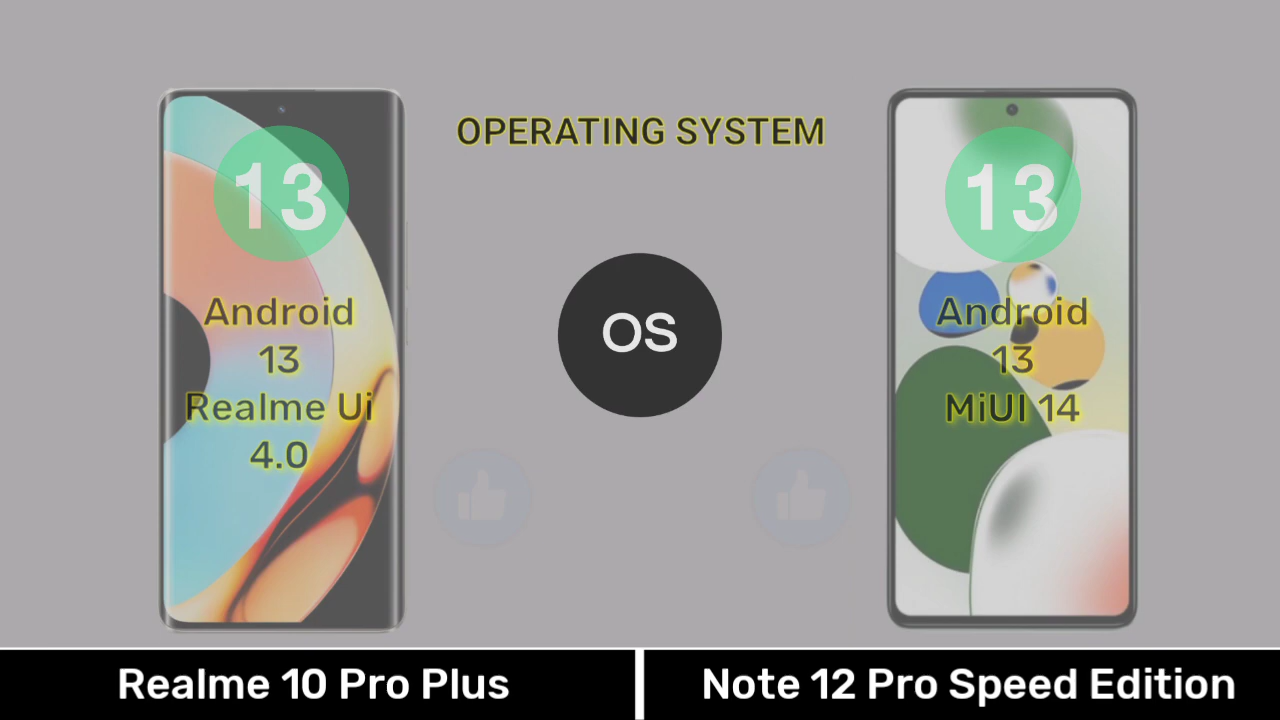 OPERATING SYSTEM
13
Android
13
Realme Ui
4.0
OS
13
Android
13
MiUI 14
Realme 10 Pro Plus
Note 12 Pro Speed Edition